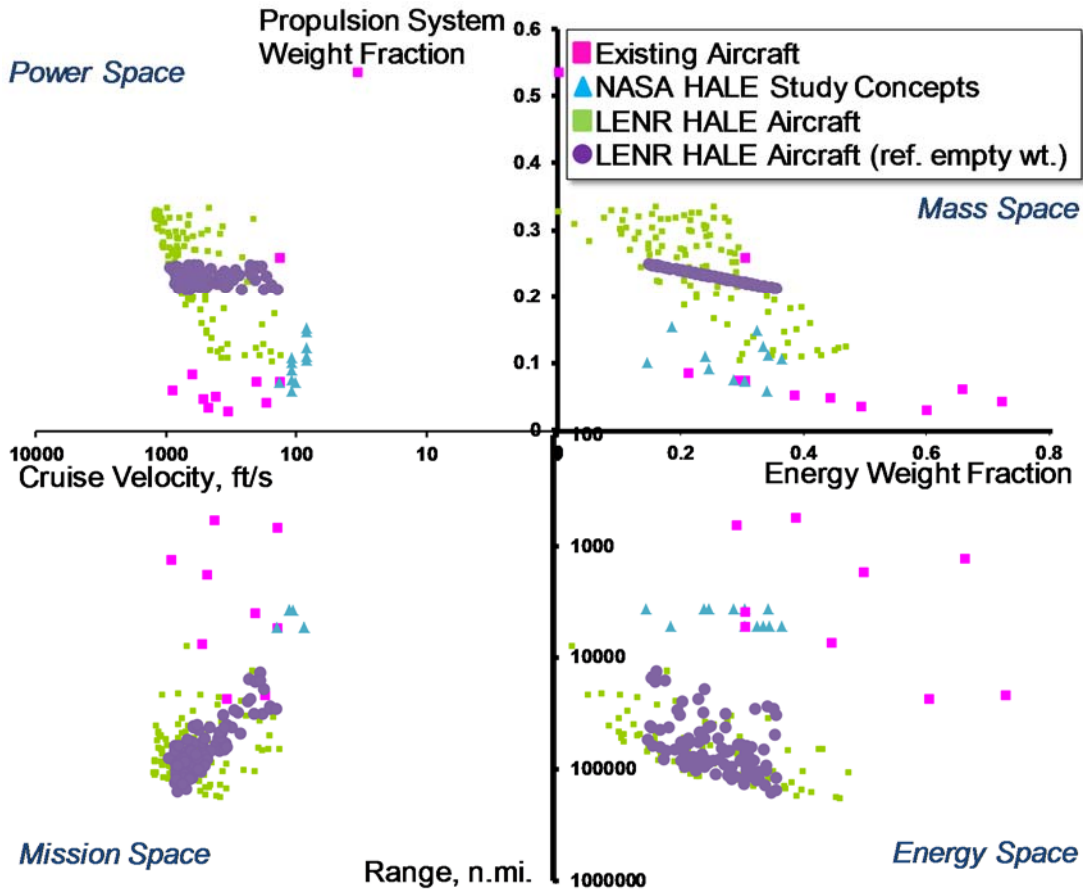 Propulsion System
Weight Fraction
Power Space
0.6
0.5
0.4
0.3
0.2
0.1
0
Existing Aircraft
NASA HALE Study Concepts
LENR HALE Aircraft
LENR HALE Aircraft (ref. empty wt.)
Mass Space
10000
1000
100
10
100
0
0.2
0.4
0.6
0.8
Cruise Velocity, ft/s
Energy Weight Fraction
1000
10000
100000
1000000
Mission Space
Range, n.mi.
Energy Space